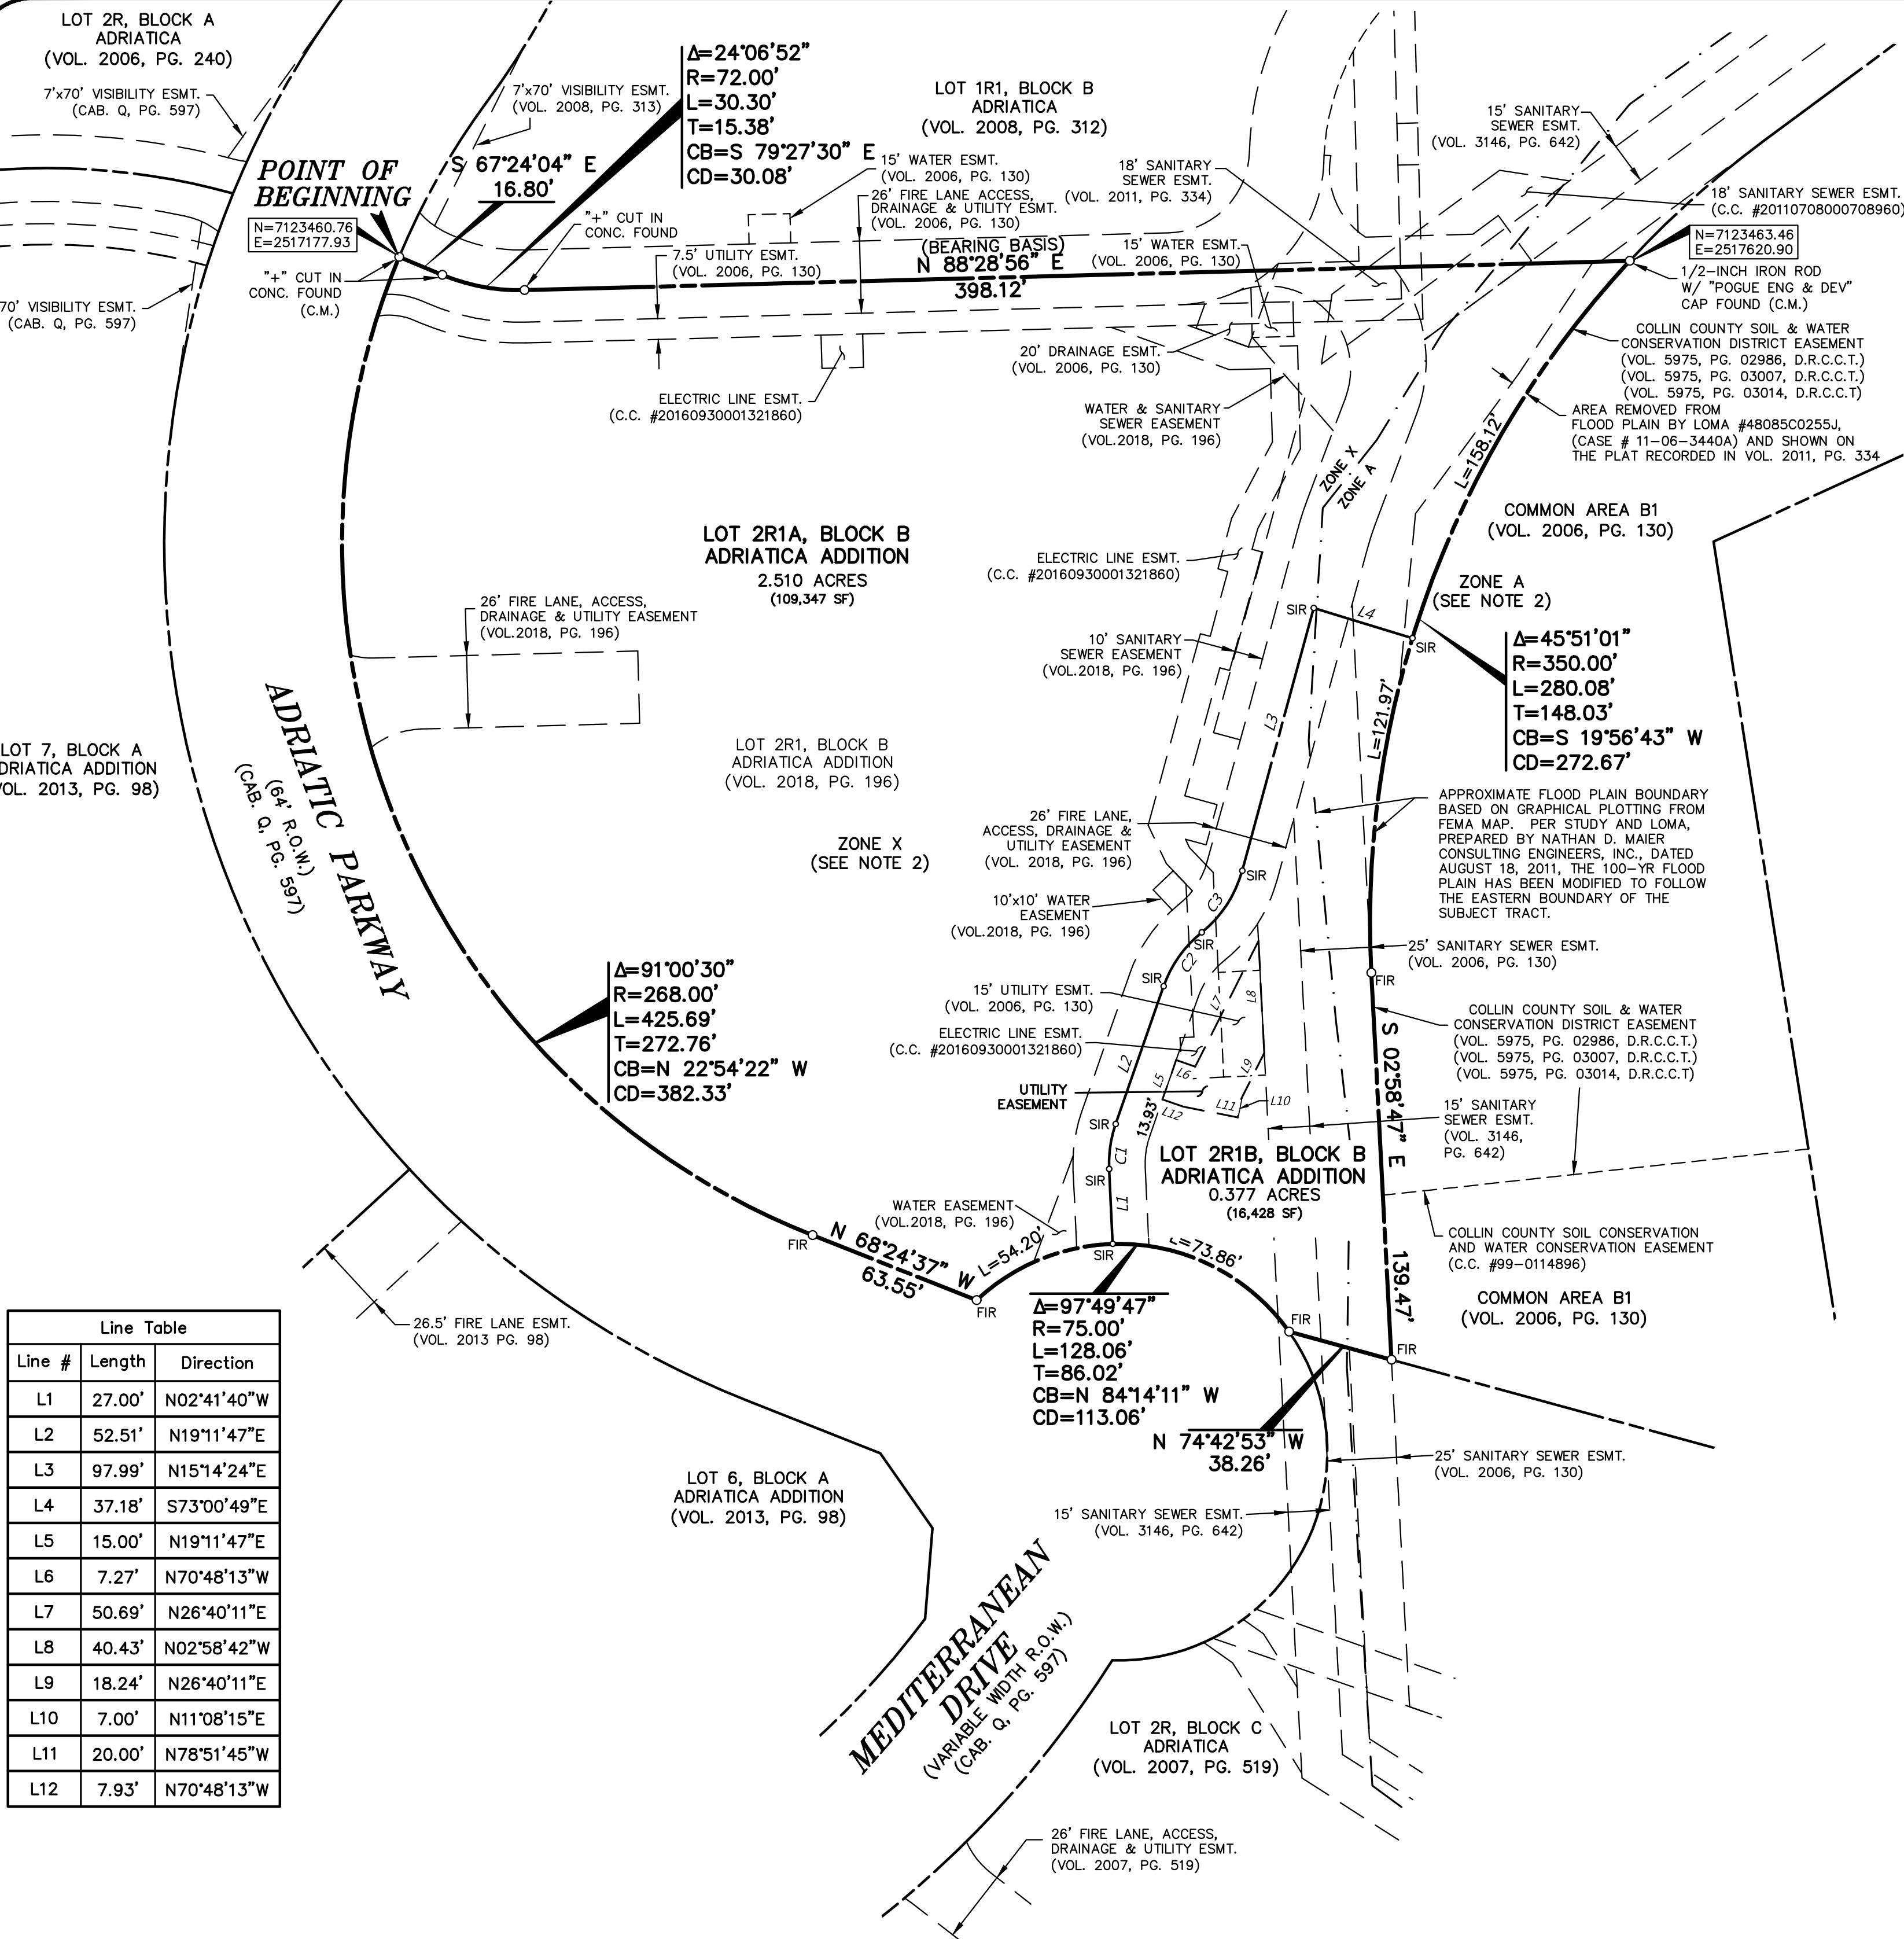 LOT 2R, BLOCK A
ADRIATICA
(VOL. 2006, PG. 240)
7'x70' VISIBILITY ESMT.
(CAB. Q, PG. 597)
POINT OF
BEGINNING
N=7123460.76
E=2517177.93
"+" CUT IN
CONC. FOUND
(C.M.)
70' VISIBILITY ESMT.
(CAB. Q, PG. 597)
7'x70' VISIBILITY ESMT.
(VOL. 2008, PG. 313)
S 67°24'04" E
16.80'
Δ=24°06'52"
R=72.00'
L=30.30'
T=15.38'
CB=S 79°27'30" E
CD=30.08'
"+" CUT IN
CONC. FOUND
LOT 1R1, BLOCK B
ADRIATICA
(VOL. 2008, PG. 312)
15' WATER ESMT.
(VOL. 2006, PG. 130)
26' FIRE LANE ACCESS,
DRAINAGE & UTILITY ESMT.
(VOL. 2006, PG. 130)
7.5' UTILITY ESMT.
(VOL. 2006, PG. 130)
(BEARING BASIS)
N 88°28'56" E
398.12'
18' SANITARY
SEWER ESMT.
(VOL. 2011, PG. 334)
15' WATER ESMT.
(VOL. 2006, PG. 130)
15' SANITARY
SEWER ESMT.
(VOL. 3146, PG. 642)
18' SANITARY SEWER ESMT.
(C.C. #20110708000708960)
N=7123463.46
E=2517620.90
1/2-INCH IRON ROD
W/ "POGUE ENG & DEV"
CAP FOUND (C.M.)
COLLIN COUNTY SOIL & WATER
CONSERVATION DISTRICT EASEMENT
(VOL. 5975, PG. 02986, D.R.C.C.T.)
(VOL. 5975, PG. 03007, D.R.C.C.T.)
(VOL. 5975, PG. 03014, D.R.C.C.T)
AREA REMOVED FROM
FLOOD PLAIN BY LOMA #48085C0255J,
(CASE # 11-06-3440A) AND SHOWN ON
THE PLAT RECORDED IN VOL. 2011, PG. 334
ELECTRIC LINE ESMT.
(C.C. #20160930001321860)
20' DRAINAGE ESMT.
(VOL. 2006, PG. 130)
WATER & SANITARY
SEWER EASEMENT
(VOL.2018, PG. 196)
ZONE X
ZONE A
L=158.12'
COMMON AREA B1
(VOL. 2006, PG. 130)
LOT 2R1A, BLOCK B
ADRIATICA ADDITION
2.510 ACRES
(109,347 SF)
ELECTRIC LINE ESMT.
(C.C. #20160930001321860)
ZONE A
(SEE NOTE 2)
26' FIRE LANE, ACCESS,
DRAINAGE & UTILITY EASEMENT
(VOL.2018, PG. 196)
SIR
L4
SIR
10' SANITARY
SEWER EASEMENT
(VOL.2018, PG. 196)
L3
L=121.97'
Δ=45°51'01"
R=350.00'
L=280.08'
T=148.03'
CB=S 19°56'43" W
CD=272.67'
LOT 7, BLOCK A
ADRIATICA ADDITION
VOL. 2013, PG. 98)
ADRIATIC PARKWAY
(64' R.O.W.)
(CAB. Q, PG. 597)
LOT 2R1, BLOCK B
ADRIATICA ADDITION
(VOL. 2018, PG. 196)
ZONE X
(SEE NOTE 2)
26' FIRE LANE,
ACCESS, DRAINAGE &
UTILITY EASEMENT
(VOL. 2018, PG. 196)
APPROXIMATE FLOOD PLAIN BOUNDARY
BASED ON GRAPHICAL PLOTTING FROM
FEMA MAP. PER STUDY AND LOMA,
PREPARED BY NATHAN D. MAIER
CONSULTING ENGINEERS, INC., DATED
AUGUST 18, 2011, THE 100-YR FLOOD
PLAIN HAS BEEN MODIFIED TO FOLLOW
THE EASTERN BOUNDARY OF THE
SUBJECT TRACT.
SIR
C3
10'x10' WATER
EASEMENT
(VOL.2018, PG. 196)
SIR
C2
SIR
25' SANITARY SEWER ESMT.
(VOL. 2006, PG. 130)
FIR
15' UTILITY ESMT.
(VOL. 2006, PG. 130)
L7
L8
ELECTRIC LINE ESMT.
(C.C. #20160930001321860)
L2
L5
L6
L9
UTILITY
EASEMENT
L11
L10
L12
13.93'
SIR
C1
SIR
L1
S 02°58'47" E
139.47'
COLLIN COUNTY SOIL & WATER
CONSERVATION DISTRICT EASEMENT
(VOL. 5975, PG. 02986, D.R.C.C.T.)
(VOL. 5975, PG. 03007, D.R.C.C.T.)
(VOL. 5975, PG. 03014, D.R.C.C.T)
15' SANITARY
SEWER ESMT.
(VOL. 3146,
PG. 642)
Δ=91°00'30"
R=268.00'
L=425.69'
T=272.76'
CB=N 22°54'22" W
CD=382.33'
LOT 2R1B, BLOCK B
ADRIATICA ADDITION
0.377 ACRES
(16,428 SF)
WATER EASEMENT
(VOL.2018, PG. 196)
FIR
N 68°24'37" W
63.55'
L=54.20'
SIR
L=73.86'
FIR
COLLIN COUNTY SOIL CONSERVATION
AND WATER CONSERVATION EASEMENT
(C.C. #99-0114896)
COMMON AREA B1
(VOL. 2006, PG. 130)
Δ=97°49'47"
R=75.00'
L=128.06'
T=86.02'
CB=N 84°14'11" W
CD=113.06'
FIR
FIR
N 74°42'53" W
38.26'
26.5' FIRE LANE ESMT.
(VOL. 2013 PG. 98)
25' SANITARY SEWER ESMT.
(VOL. 2006, PG. 130)
LOT 6, BLOCK A
ADRIATICA ADDITION
(VOL. 2013, PG. 98)
15' SANITARY SEWER ESMT.
(VOL. 3146, PG. 642)
MEDITERRANEAN
DRIVE
(VARIABLE WIDTH R.O.W.)
(CAB. Q, PG. 597)
LOT 2R, BLOCK C
ADRIATICA
(VOL. 2007, PG. 519)
26' FIRE LANE, ACCESS,
DRAINAGE & UTILITY ESMT.
(VOL. 2007, PG. 519)
Line Table
Line # Length Direction
L1 27.00' N02°41'40"W
L2 52.51' N19°11'47"E
L3 97.99' N15°14'24"E
L4 37.18' S73°00'49"E
L5 15.00' N19°11'47"E
L6 7.27' N70°48'13"W
L7 50.69' N26°40'11"E
L8 40.43' N02°58'42"W
L9 18.24' N26°40'11"E
L10 7.00' N11°08'15"E
L11 20.00' N78°51'45"W
L12 7.93' N70°48'13"W